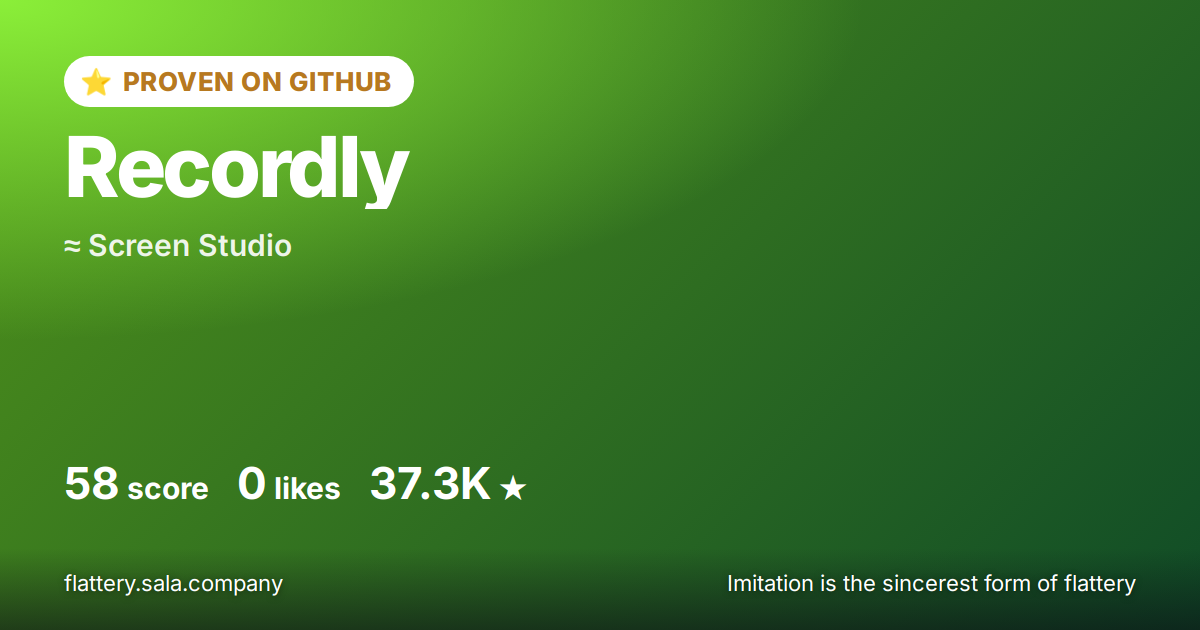 ⭐ PROVEN ON GITHUB
Recordly
≈ Screen Studio
58 score 0 likes 37.3K ★
flattery.sala.company
Imitation is the sincerest form of flattery